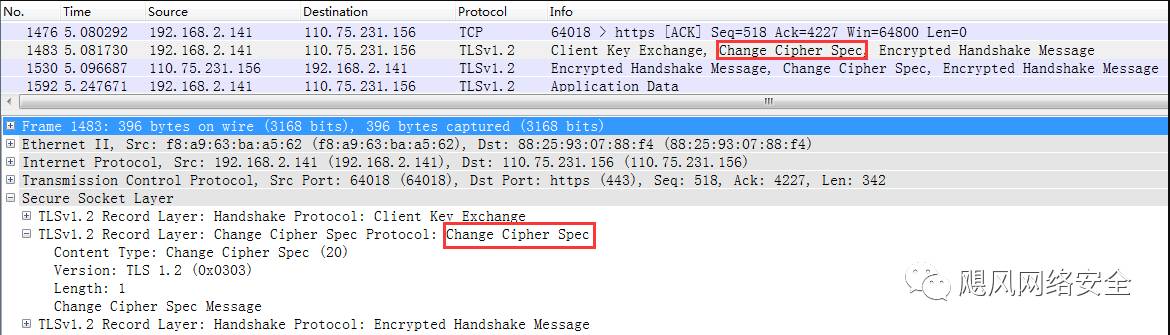 No. Time Source Destination Protocol Info
1476 5.080292 192.168.2.141 110.75.231.156 TCP 64018 > https [ACK] Seq=518 Ack=4227 Win=64800 Len=0
1483 5.081730 192.168.2.141 110.75.231.156 TLSv1.2 Client Key Exchange, Change Cipher Spec, Encrypted Handshake Message
1530 5.096687 110.75.231.156 192.168.2.141 TLSv1.2 Encrypted Handshake Message, Change Cipher Spec, Encrypted Handshake Message
1592 5.247671 192.168.2.141 110.75.231.156 TLSv1.2 Application Data
Frame 1483: 396 bytes on wire (3168 bits), 396 bytes captured (3168 bits)
Ethernet II, Src: f8:a9:63:ba:a5:62 (f8:a9:63:ba:a5:62), Dst: 88:25:93:07:88:f4 (88:25:93:07:88:f4)
Internet Protocol, Src: 192.168.2.141 (192.168.2.141), Dst: 110.75.231.156 (110.75.231.156)
Transmission Control Protocol, Src Port: 64018 (64018), Dst Port: https (443), Seq: 518, Ack: 4227, Len: 342
Secure Socket Layer
TLSv1.2 Record Layer: Handshake Protocol: Client Key Exchange
TLSv1.2 Record Layer: Change Cipher Spec Protocol: Change Cipher Spec
Content Type: Change Cipher Spec (20)
Version: TLS 1.2 (0x0303)
Length: 1
Change Cipher Spec Message
TLSv1.2 Record Layer: Handshake Protocol: Encrypted Handshake Message
飓风网络安全